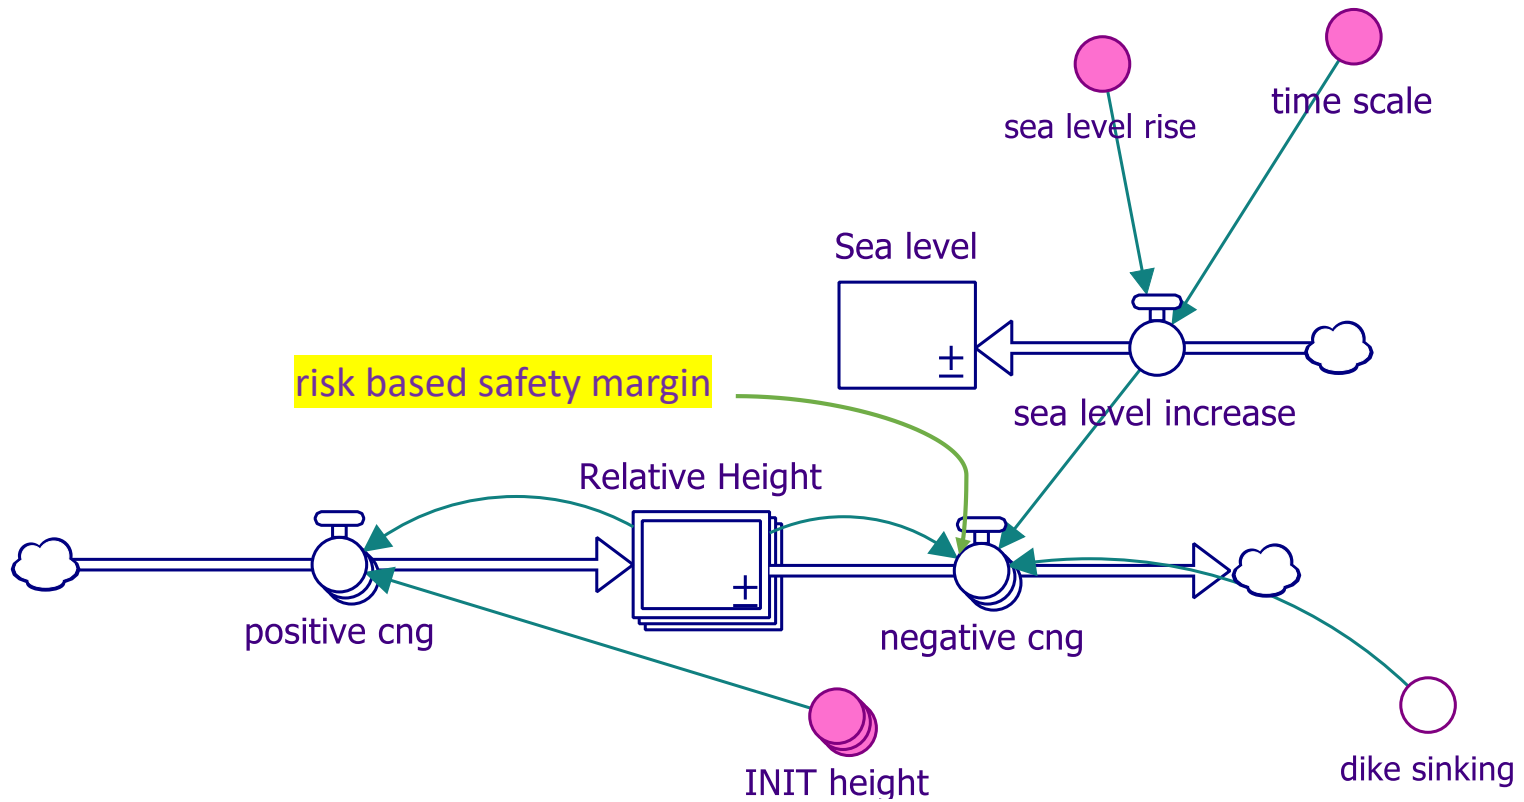 time scale
sea level rise
Sea level
risk based safety margin
sea level increase
Relative Height
positive cng
negative cng
dike sinking
INIT height